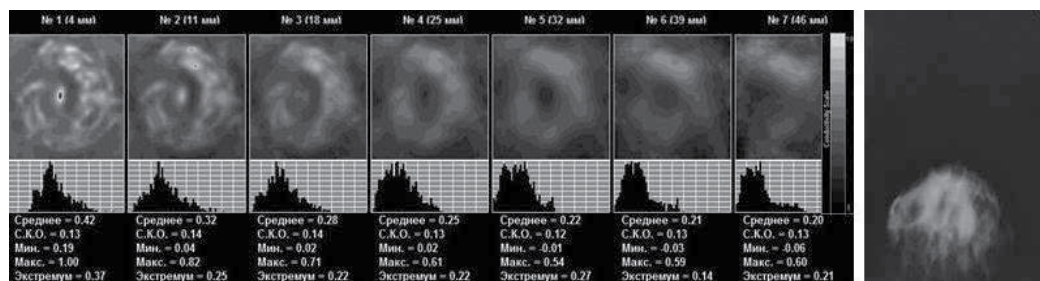 № 1 (4 мм) № 2 (11 мм) № 3 (18 мм) № 4 (25 мм) № 5 (32 мм) № 6 (39 мм) № 7 (46 мм)
Conductivity Scale
Среднее = 0.42 Среднее = 0.32 Среднее = 0.28 Среднее = 0.25 Среднее = 0.22 Среднее = 0.21 Среднее = 0.20
С.К.О. = 0.13 С.К.О. = 0.14 С.К.О. = 0.14 С.К.О. = 0.13 С.К.О. = 0.12 С.К.О. = 0.13 С.К.О. = 0.13
Мин. = 0.19 Мин. = 0.04 Мин. = 0.02 Мин. = 0.02 Мин. = -0.01 Мин. = -0.03 Мин. = -0.06
Макс. = 1.00 Макс. = 0.82 Макс. = 0.71 Макс. = 0.61 Макс. = 0.54 Макс. = 0.59 Макс. = 0.60
Экстремум = 0.37 Экстремум = 0.25 Экстремум = 0.22 Экстремум = 0.22 Экстремум = 0.27 Экстремум = 0.14 Экстремум = 0.21